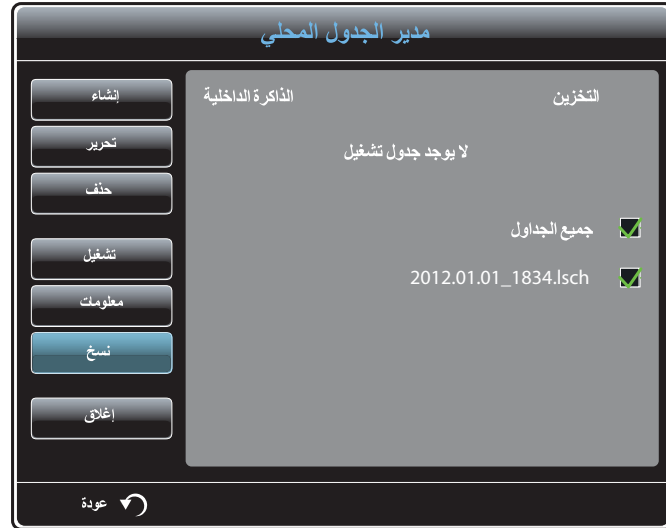 مدير الجدول المحلي
التخزين الذاكرة الداخلية
لا يوجد جدول تشغيل
جميع الجداول
2012.01.01_1834.lsch
إنشاء
تحرير
حذف
تشغيل
معلومات
نسخ
إغلاق
عودة